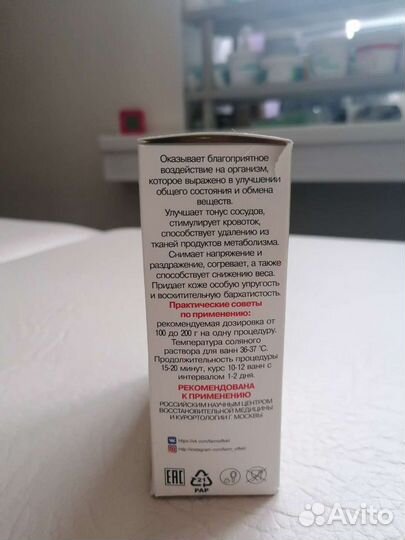 Оказывает благоприятное
воздействие на организм,
которое выражено в улучшении
общего состояния и обмена
веществ.
Улучшает тонус сосудов,
стимулирует кровоток,
способствует удалению из
тканей продуктов метаболизма.
Снимает напряжение и
раздражение, согревает, а также
способствует снижению веса.
Придает коже особую упругость
и восхитительную бархатистость.
Практические советы
по применению:
рекомендуемая дозировка от
100 до 200 г на одну процедуру.
Температура соляного
раствора для ванн 36-37 °С.
Продолжительность процедуры
15-20 минут, курс 10-12 ванн с
интервалом 1-2 дня.
РЕКОМЕНДОВАНА
К ПРИМЕНЕНИЮ
РОССИЙСКИМ НАУЧНЫМ ЦЕНТРОМ
ВОССТАНОВИТЕЛЬНОЙ МЕДИЦИНЫ
И КУРОРТОЛОГИИ Г. МОСКВЫ
EAC
21
PAP
Avito